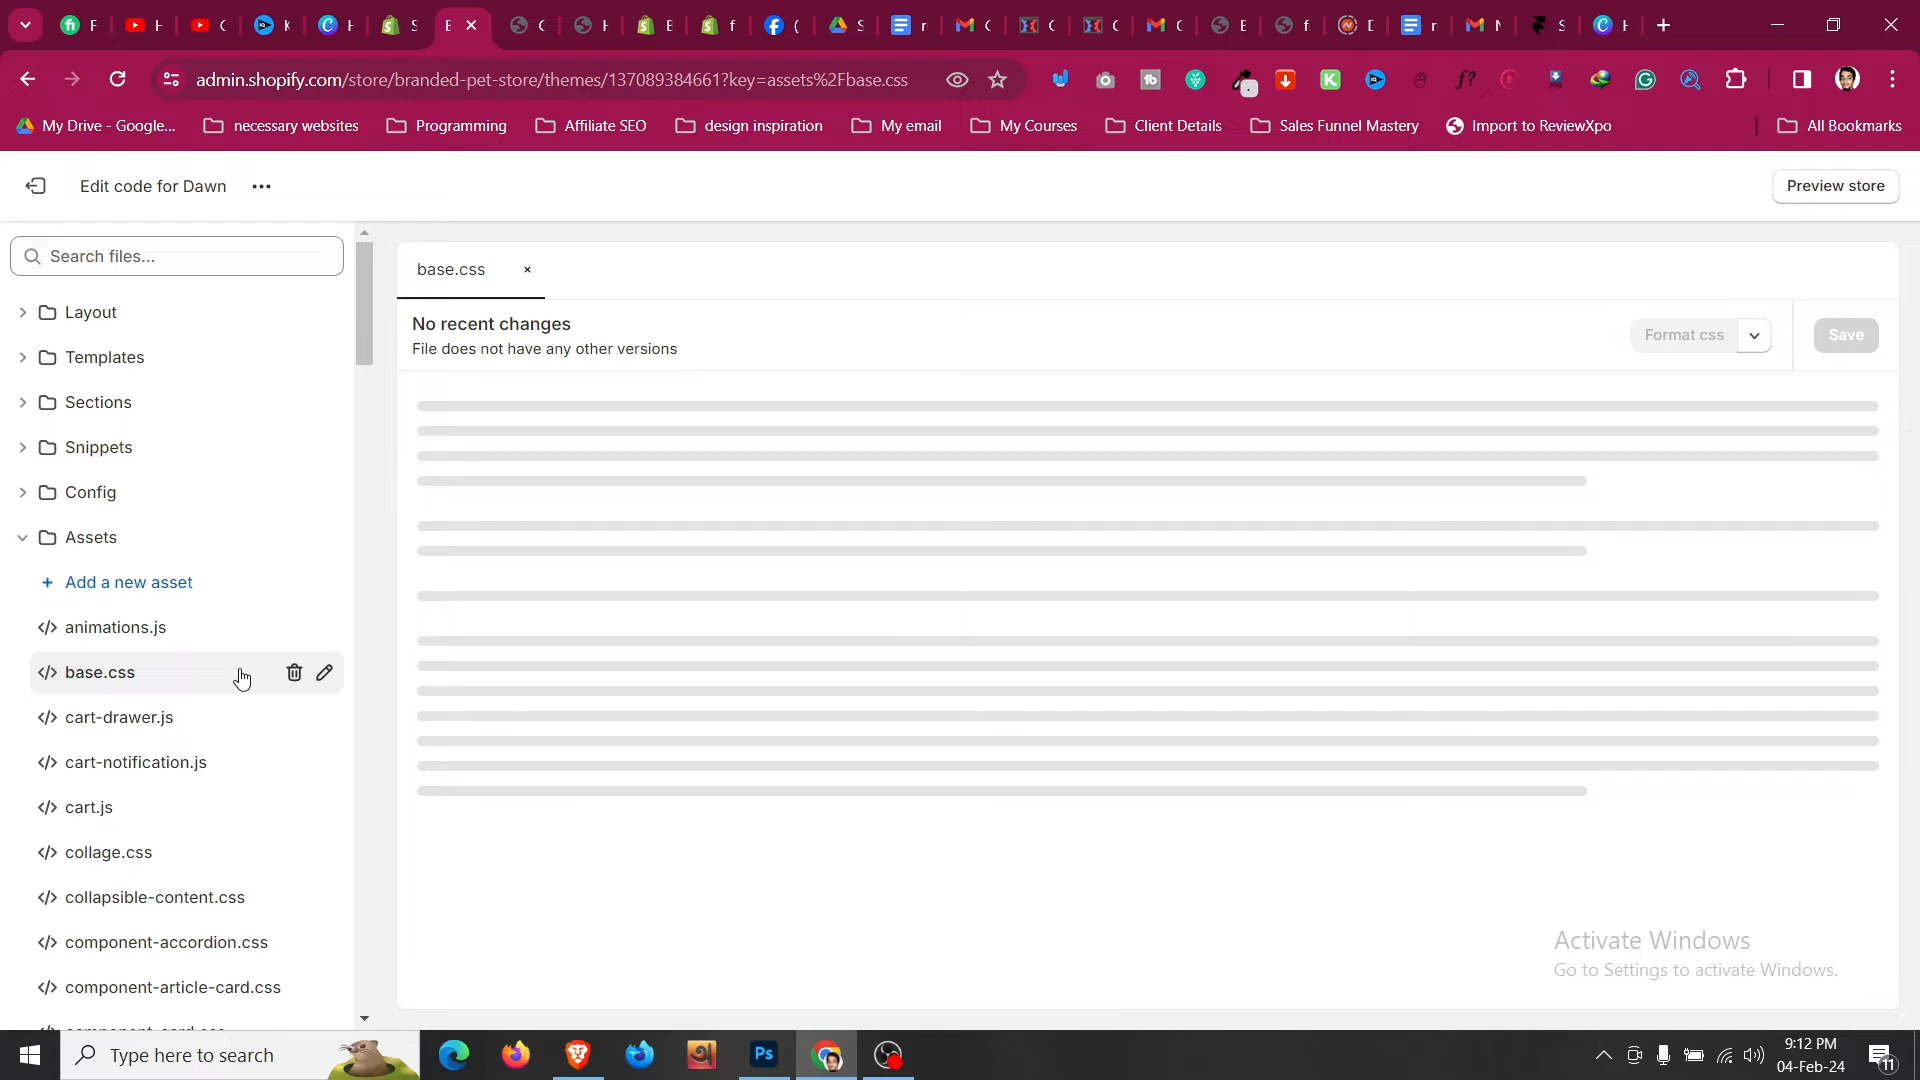 F
H
C
k
H
S
E
C
H
E
f
(
S
r
C
C
C
C
E
f
D
r
N
S
H
admin.shopify.com/store/branded-pet-store/themes/137089384661?key=assets%2Fbase.css
My Drive - Google...
necessary websites
Programming
Affiliate SEO
design inspiration
My email
My Courses
Client Details
Sales Funnel Mastery
Import to ReviewXpo
All Bookmarks
Edit code for Dawn
Preview store
Search files...
base.css
Layout
No recent changes
File does not have any other versions
Format css
Save
Templates
Sections
Snippets
Config
Assets
Add a new asset
animations.js
base.css
cart-drawer.js
cart-notification.js
cart.js
collage.css
collapsible-content.css
component-accordion.css
component-article-card.css
Activate Windows
Go to Settings to activate Windows.
Type here to search
Ps
9:12 PM
04-Feb-24
11